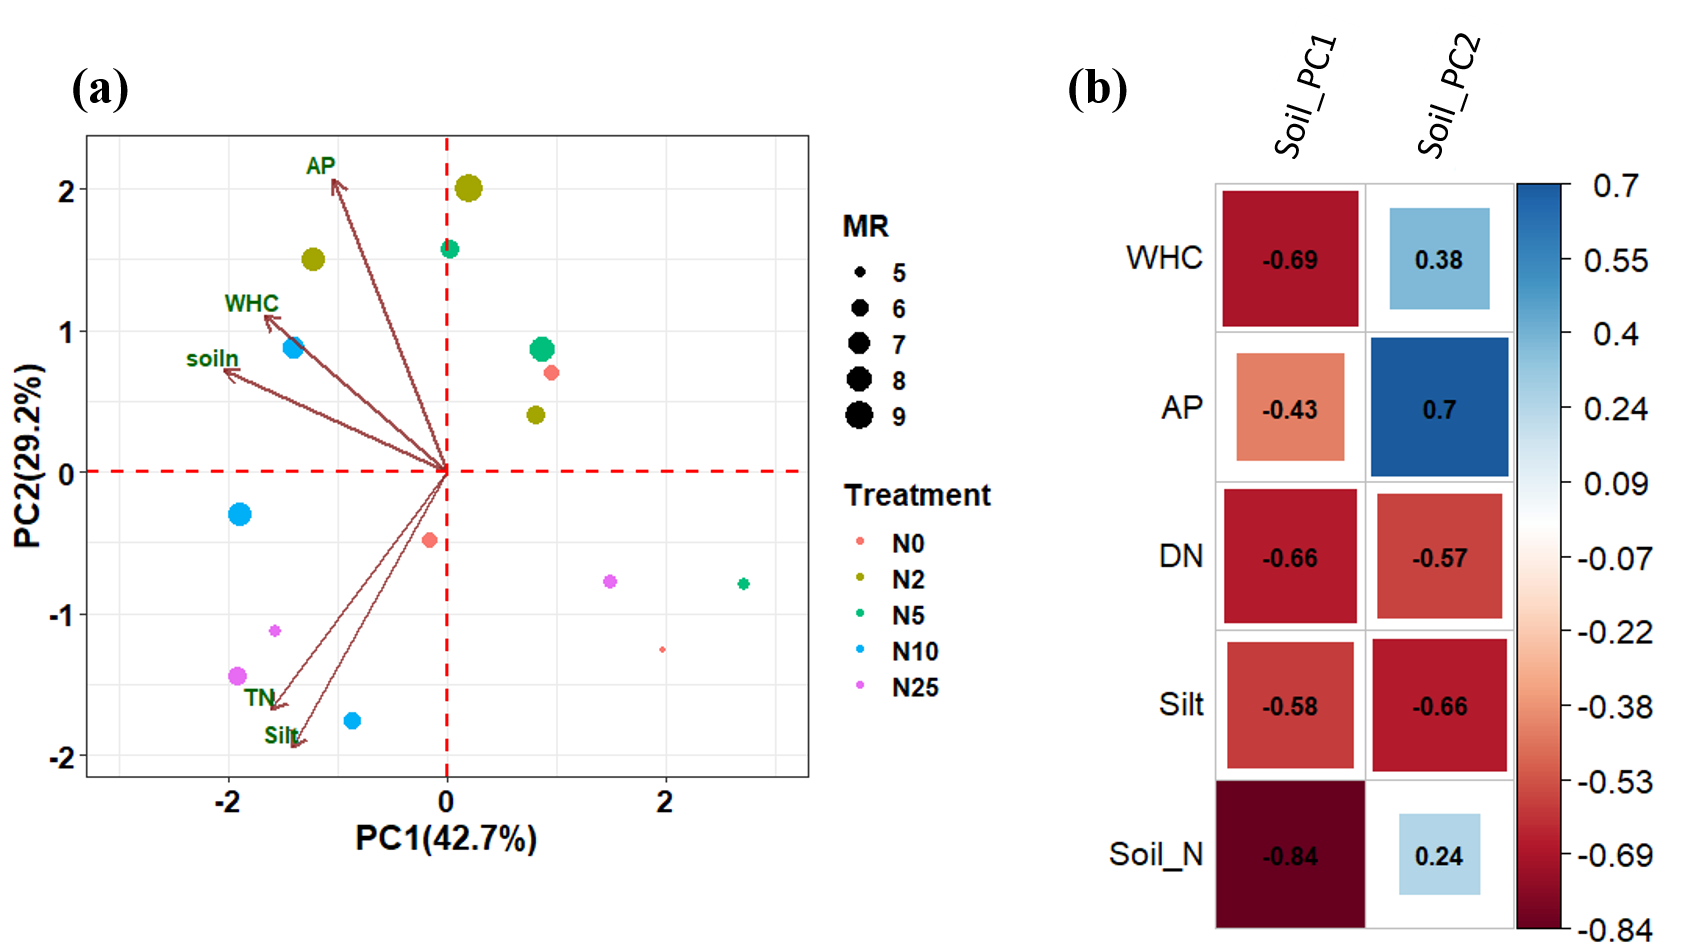 (a)
AP
WHC
soiln
TN
Silt
2
1
0
-1
-2
PC2(29.2%)
-2
0
2
PC1(42.7%)
MR
5
6
7
8
9
Treatment
N0
N2
N5
N10
N25
(b)
Soil_PC1
Soil_PC2
WHC
-0.69
0.38
AP
-0.43
0.7
DN
-0.66
-0.57
Silt
-0.58
-0.66
Soil_N
-0.84
0.24
0.7
0.55
0.4
0.24
0.09
-0.07
-0.22
-0.38
-0.53
-0.69
-0.84